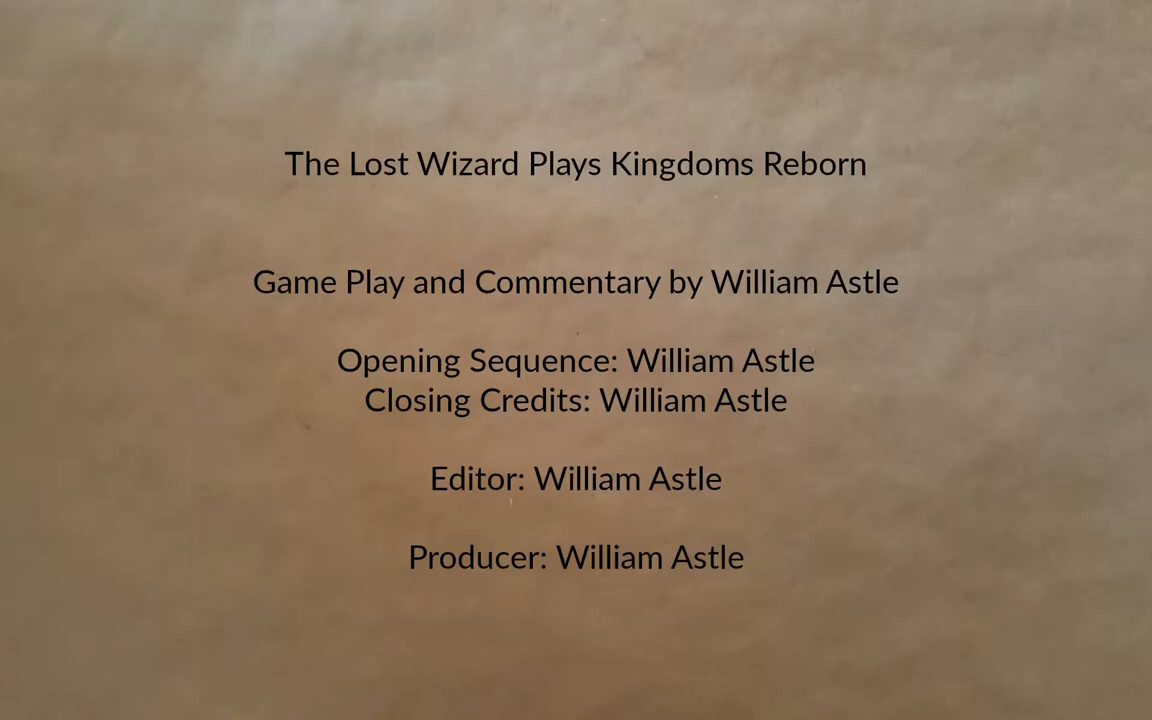 The Lost Wizard Plays Kingdoms Reborn
Game Play and Commentary by William Astle
Opening Sequence: William Astle
Closing Credits: William Astle
Editor: William Astle
Producer: William Astle